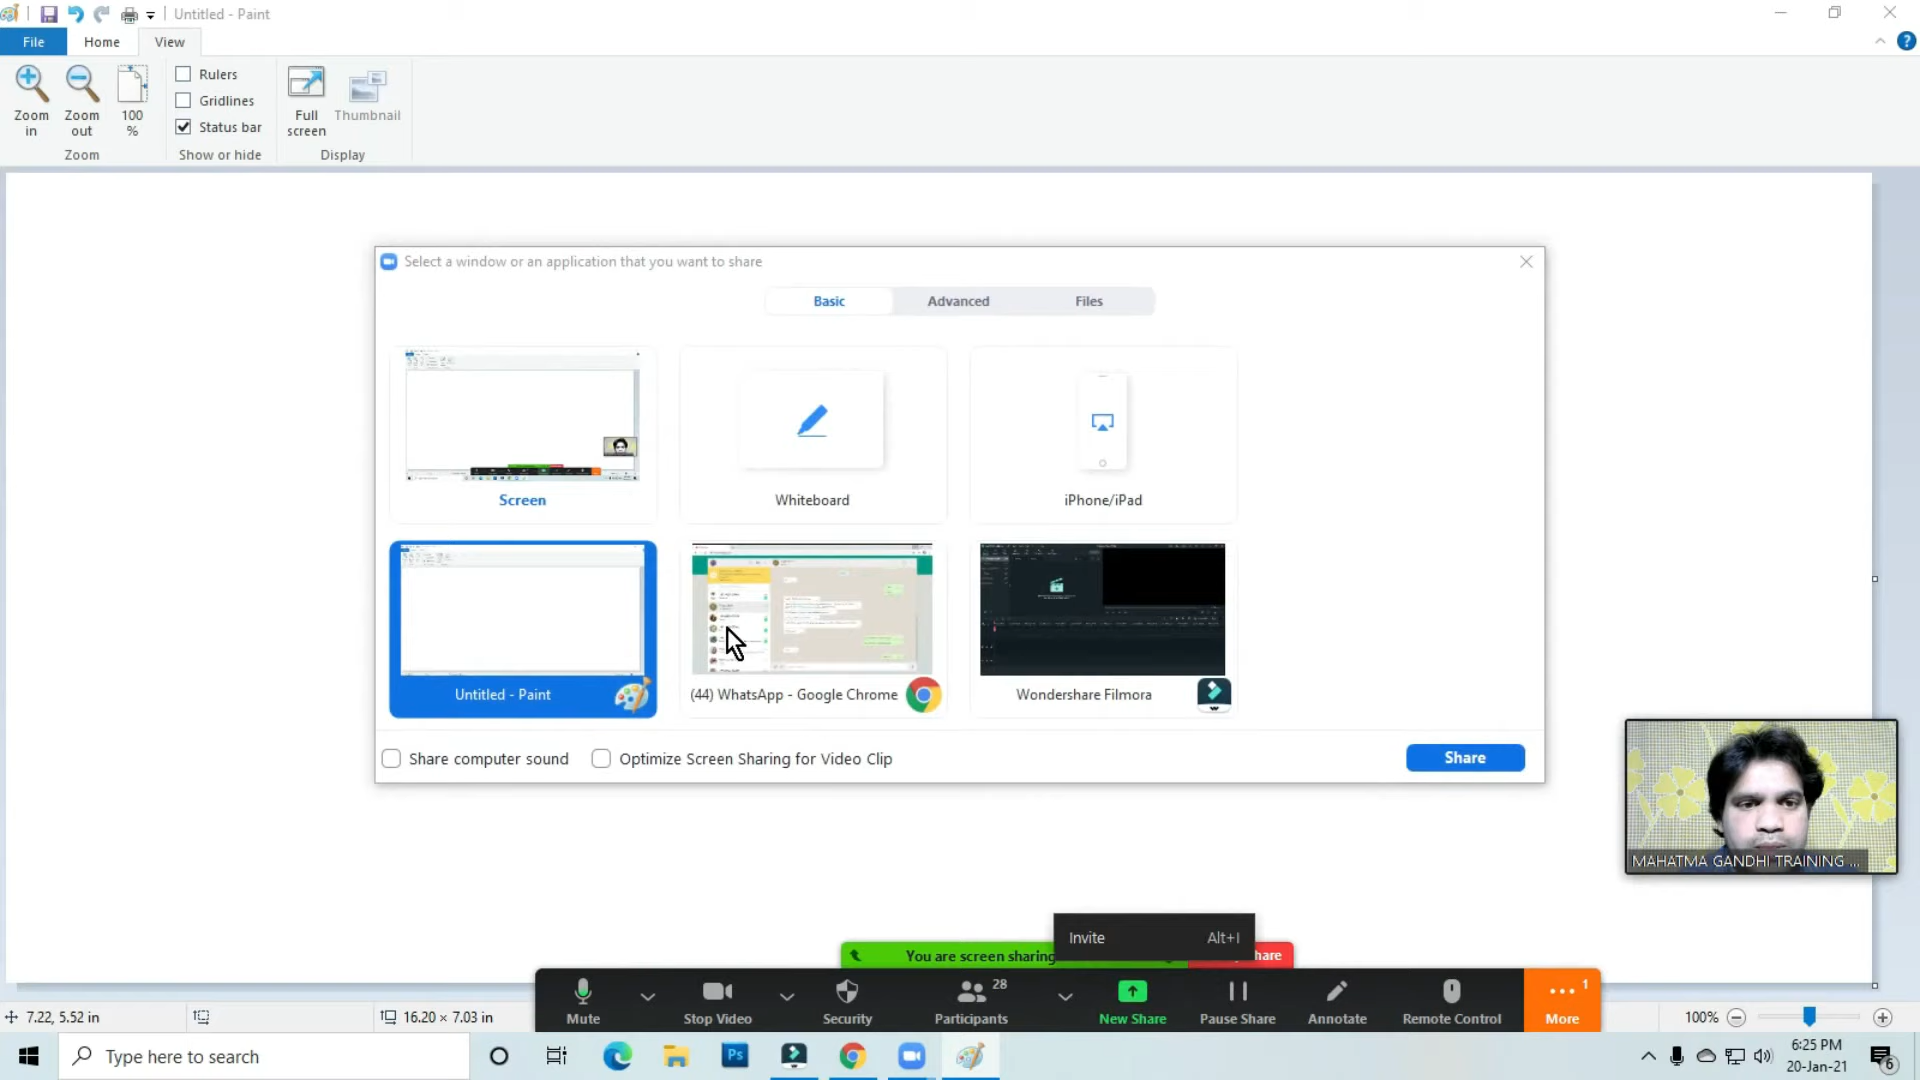 Untitled - Paint
File
Home
View
Zoom in
Zoom out
100 %
Rulers
Gridlines
Status bar
Full screen
Thumbnail
Zoom
Show or hide
Display
Select a window or an application that you want to share
Basic
Advanced
Files
Screen
Whiteboard
iPhone/iPad
Untitled - Paint
(44) WhatsApp - Google Chrome
Wondershare Filmora
Share computer sound
Optimize Screen Sharing for Video Clip
Share
MAHATMA GANDHI TRAINING ...
Invite Alt+I
You are screen sharing
hare
Mute
Stop Video
Security
Participants
28
New Share
Pause Share
Annotate
Remote Control
More
1
7.22, 5.52 in
16.20 × 7.03 in
100%
Type here to search
Ps
6:25 PM
20-Jan-21
6